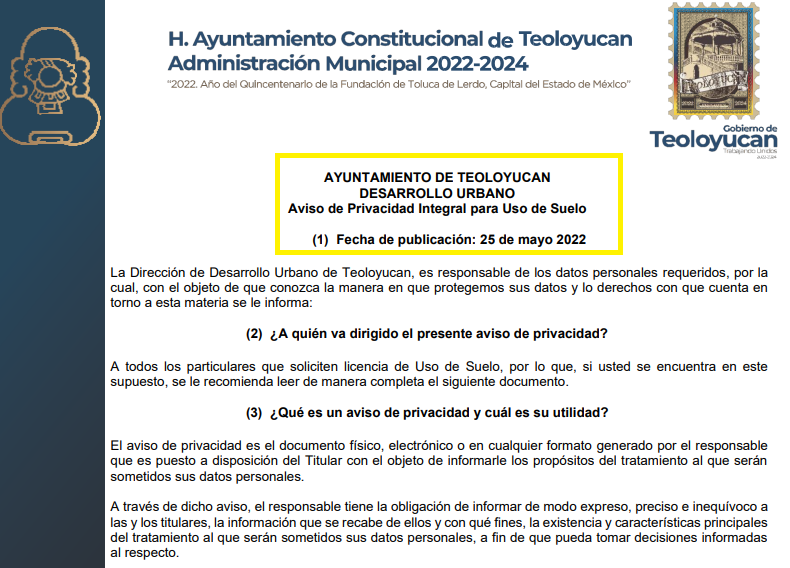 H. Ayuntamiento Constitucional de Teoloyucan
Administración Municipal 2022-2024
"2022. Año del Quincentenario de la Fundación de Toluca de Lerdo, Capital del Estado de México"
2022
2024
Gobierno de
Teoloyucan
Trabajando Unidos
AYUNTAMIENTO DE TEOLOYUCAN
DESARROLLO URBANO
Aviso de Privacidad Integral para Uso de Suelo
(1) Fecha de publicación: 25 de mayo 2022
La Dirección de Desarrollo Urbano de Teoloyucan, es responsable de los datos personales requeridos, por la
cual, con el objeto de que conozca la manera en que protegemos sus datos y lo derechos con que cuenta en
torno a esta materia se le informa:
(2) ¿A quién va dirigido el presente aviso de privacidad?
A todos los particulares que soliciten licencia de Uso de Suelo, por lo que, si usted se encuentra en este
supuesto, se le recomienda leer de manera completa el siguiente documento.
(3) ¿Qué es un aviso de privacidad y cuál es su utilidad?
El aviso de privacidad es el documento físico, electrónico o en cualquier formato generado por el responsable
que es puesto a disposición del Titular con el objeto de informarle los propósitos del tratamiento al que serán
sometidos sus datos personales.
A través de dicho aviso, el responsable tiene la obligación de informar de modo expreso, preciso e inequívoco a
las y los titulares, la información que se recabe de ellos y con qué fines, la existencia y características principales
del tratamiento al que serán sometidos sus datos personales, a fin de que pueda tomar decisiones informadas
al respecto.